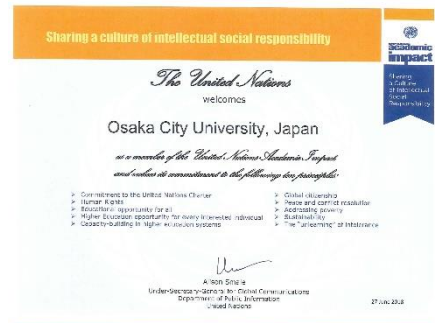 Sharing a culture of intellectual social responsibility
academic
impact
Sharing
a Culture
of Intellectual
Social
Responsibility
The United Nations
welcomes
Osaka City University, Japan
as a member of the United Nations Academic Impact
and values its commitment to the following ten principles:
➢ Commitment to the United Nations Charter
➢ Human Rights
➢ Educational opportunity for all
➢ Higher Education opportunity for every interested individual
➢ Capacity-building in higher education systems
➢ Global citizenship
➢ Peace and conflict resolution
➢ Addressing poverty
➢ Sustainability
➢ The "unlearning" of intolerance
Alison Smale
Under-Secretary-General for Global Communications
Department of Public Information
United Nations
27 June 2018